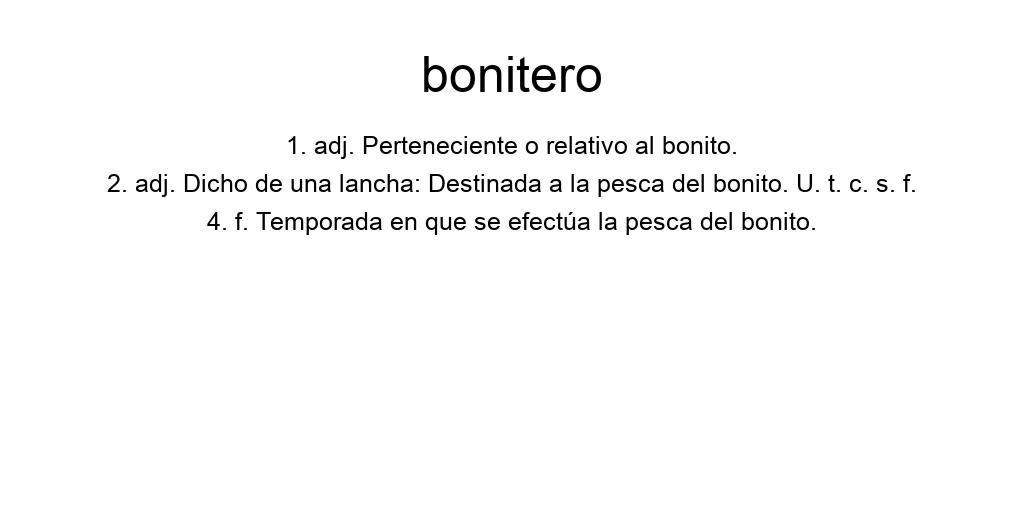 bonitero
1. adj. Perteneciente o relativo al bonito.
2. adj. Dicho de una lancha: Destinada a la pesca del bonito. U. t. c. s. f.
4. f. Temporada en que se efectúa la pesca del bonito.